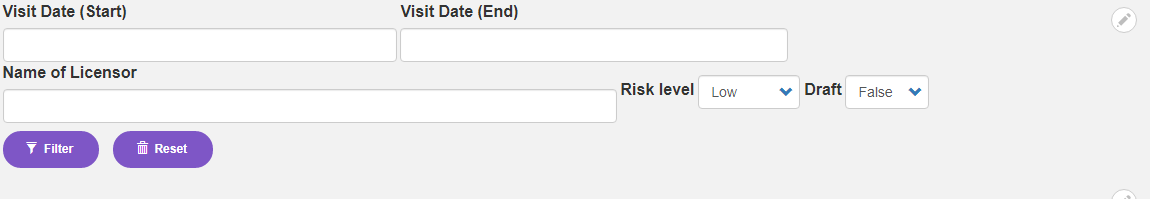 Visit Date (Start) Visit Date (End)
Name of Licensor
Risk level Low Draft False
Filter Reset